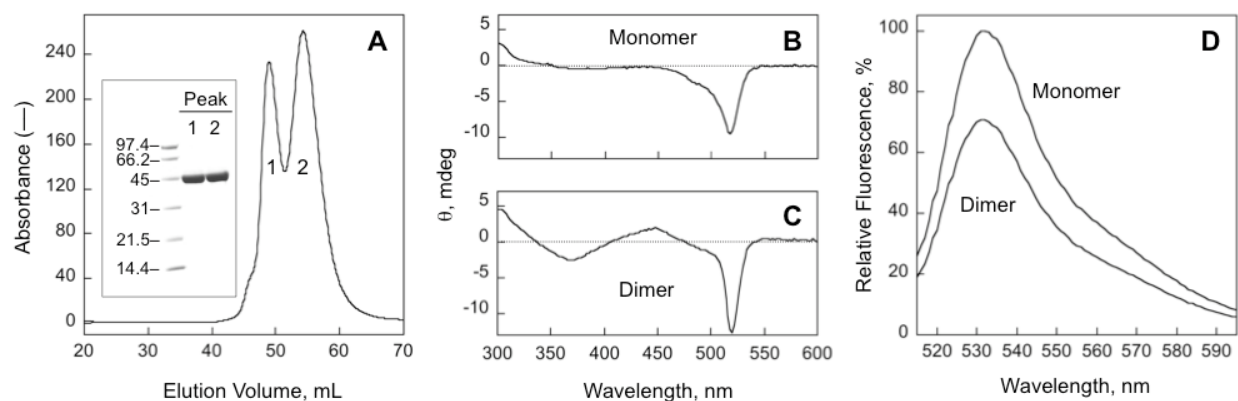 A
Absorbance (—)
240
200
160
120
80
40
0
20 30 40 50 60 70
Elution Volume, mL
Peak
1 2
97.4–
66.2–
45–
31–
21.5–
14.4–
1 2
B
Monomer
5
0
-5
-10
C
Dimer
5
0
-5
-10
θ, mdeg
300 350 400 450 500 550 600
Wavelength, nm
D
Relative Fluorescence, %
100
80
60
40
20
0
Monomer
Dimer
520 530 540 550 560 570 580 590
Wavelength, nm